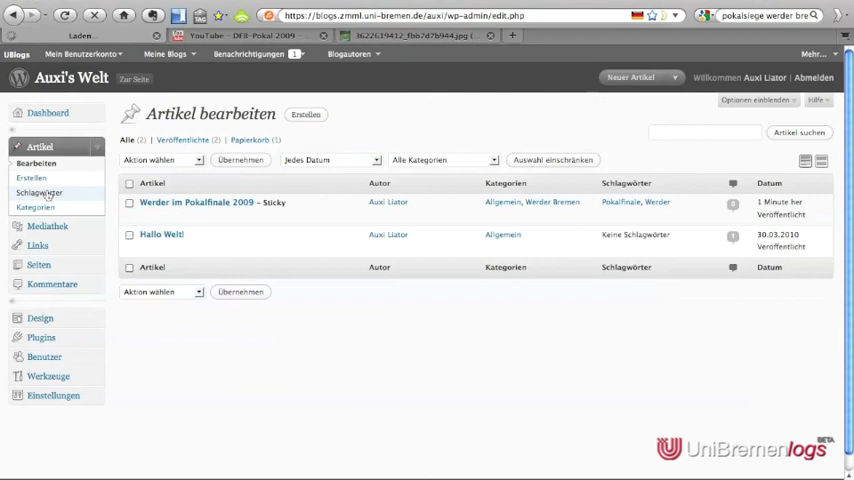 https://blogs.zmml.uni-bremen.de/auxi/wp-admin/edit.php
pokalsiege werder bre
Laden...
YouTube – DFB-Pokal 2009 –...
3622619412_fbb7d7b944.jpg (...
UBlogs Mein Benutzerkonto Meine Blogs Benachrichtigungen 1 Blogautoren Mehr...
Auxi's Welt Zur Seite Neuer Artikel Willkommen Auxi Liator | Abmelden
Optionen einblenden Hilfe
Dashboard
Artikel bearbeiten Erstellen
Artikel
Bearbeiten
Erstellen
Schlagwörter
Kategorien
Mediathek
Links
Seiten
Kommentare
Design
Plugins
Benutzer
Werkzeuge
Einstellungen
Alle (2) | Veröffentlichte (2) | Papierkorb (1)
Artikel suchen
Aktion wählen Übernehmen Jedes Datum Alle Kategorien Auswahl einschränken
Artikel Autor Kategorien Schlagwörter Datum
Werder im Pokalfinale 2009 – Sticky Auxi Liator Allgemein, Werder Bremen Pokalfinale, Werder 0 1 Minute her
Veröffentlicht
Hallo Welt! Auxi Liator Allgemein Keine Schlagwörter 1 30.03.2010
Veröffentlicht
Artikel Autor Kategorien Schlagwörter Datum
Aktion wählen Übernehmen
UniBremenlogs BETA